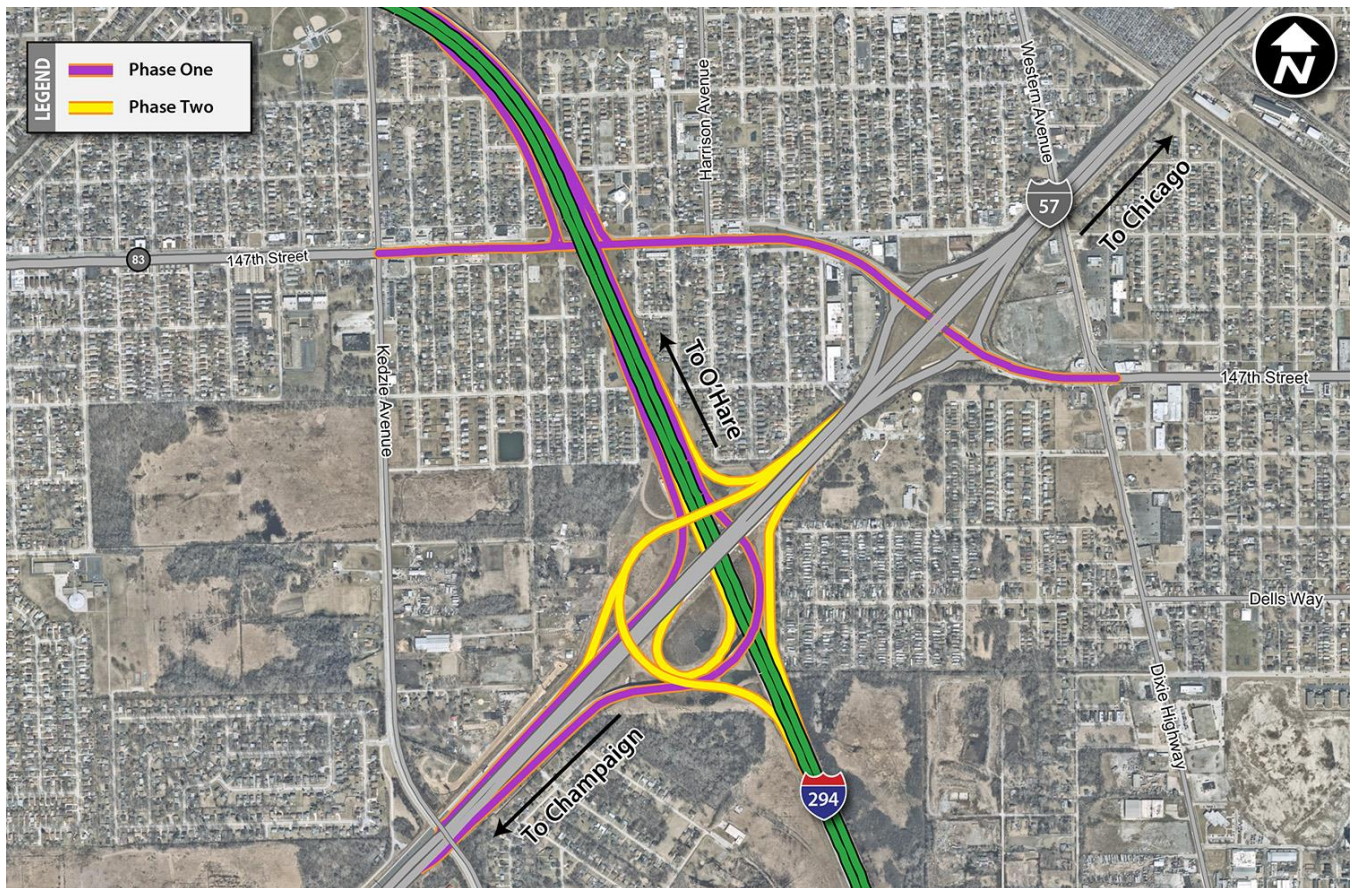 LEGEND
Phase One
Phase Two
N
Harrison Avenue
Western Avenue
57
To Chicago
83
147th Street
Kedzie Avenue
To O'Hare
147th Street
Dells Way
Dixie Highway
To Champaign
294